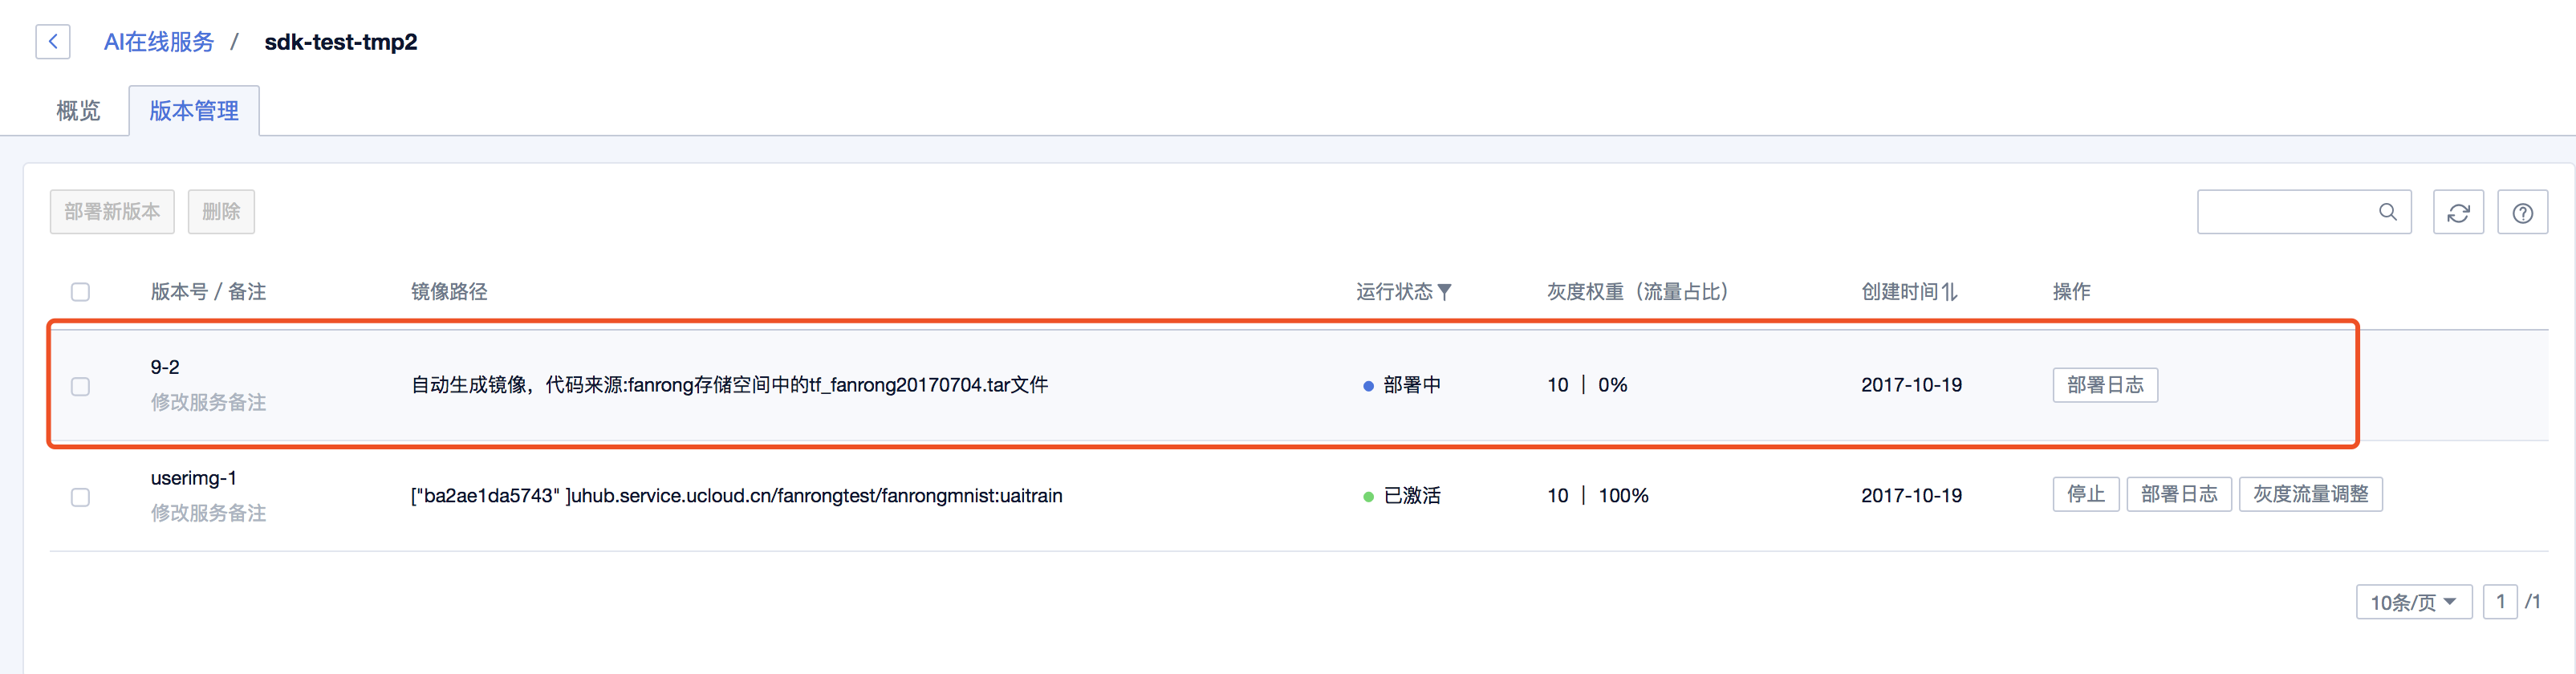 AI在线服务 / sdk-test-tmp2
概览 版本管理
部署新版本 删除
版本号 / 备注 镜像路径 运行状态 灰度权重（流量占比） 创建时间 操作
9-2
修改服务备注
自动生成镜像，代码来源:fanrong存储空间中的tf_fanrong20170704.tar文件 部署中 10 | 0% 2017-10-19 部署日志
userimg-1
修改服务备注
["ba2ae1da5743" ]uhub.service.ucloud.cn/fanrongtest/fanrongmnist:uaitrain 已激活 10 | 100% 2017-10-19 停止 部署日志 灰度流量调整
10条/页 1 /1